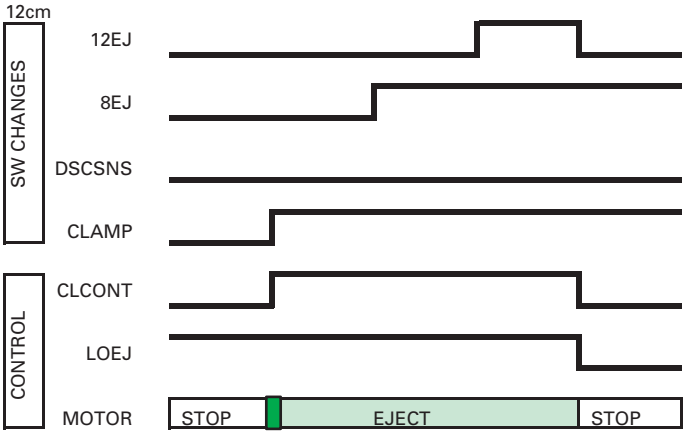 12cm
SW CHANGES
12EJ
8EJ
DSCSNS
CLAMP
CONTROL
CLCONT
LOEJ
MOTOR STOP EJECT STOP